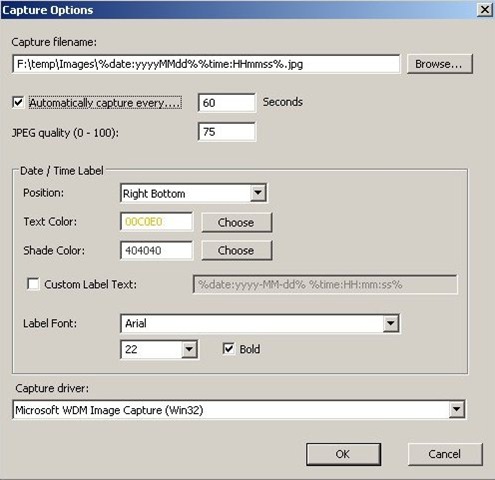 Capture Options
Capture filename:
F:\temp\Images\%date:yyyyMMdd%%time:HHmmss%.jpg Browse...
Automatically capture every.... 60 Seconds
JPEG quality (0 - 100): 75
Date / Time Label
Position: Right Bottom
Text Color: 00C0E0 Choose
Shade Color: 404040 Choose
Custom Label Text: %date:yyyy-MM-dd% %time:HH:mm:ss%
Label Font: Arial
22 Bold
Capture driver:
Microsoft WDM Image Capture (Win32)
OK Cancel